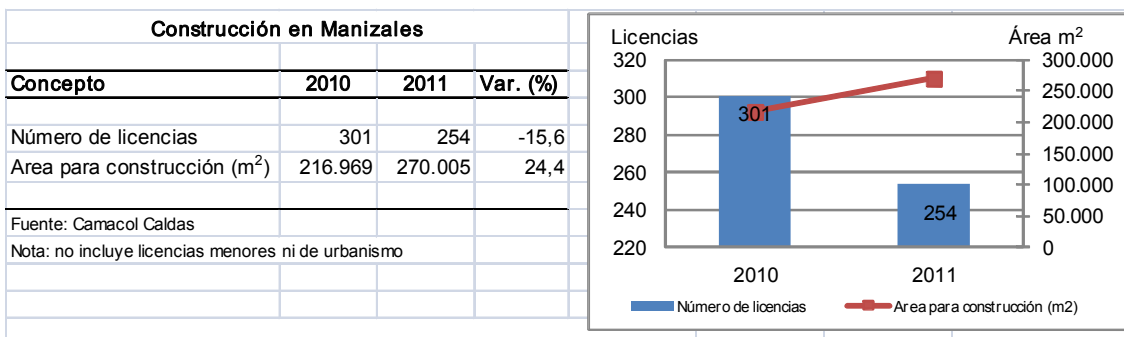 Construcción en Manizales
Concepto 2010 2011 Var. (%)
Número de licencias 301 254 -15,6
Area para construcción (m²) 216.969 270.005 24,4
Fuente: Camacol Caldas
Nota: no incluye licencias menores ni de urbanismo
Licencias Área m²
320 300.000
300 250.000
280 200.000
260 150.000
240 100.000
220 50.000
0
301
254
2010 2011
Número de licencias Area para construcción (m2)